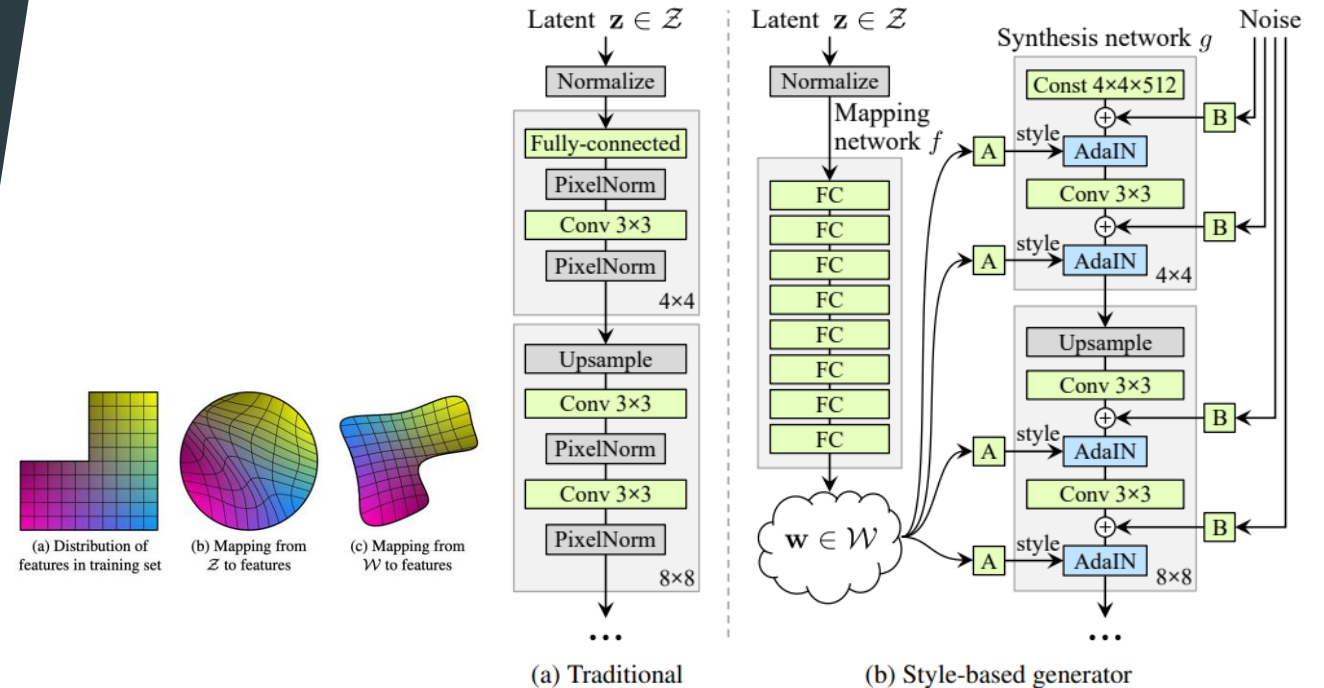 (a) Distribution of
features in training set
(b) Mapping from
𝒵 to features
(c) Mapping from
𝒲 to features
Latent z ∈ 𝒵
Normalize
Fully-connected
PixelNorm
Conv 3×3
PixelNorm
4×4
Upsample
Conv 3×3
PixelNorm
Conv 3×3
PixelNorm
8×8
...
(a) Traditional
Latent z ∈ 𝒵
Normalize
Mapping
network f
FC
FC
FC
FC
FC
FC
FC
FC
w ∈ 𝒲
Noise
Synthesis network g
Const 4×4×512
B
A
style
AdaIN
Conv 3×3
B
A
style
AdaIN
4×4
Upsample
Conv 3×3
B
A
style
AdaIN
Conv 3×3
B
A
style
AdaIN
8×8
...
(b) Style-based generator